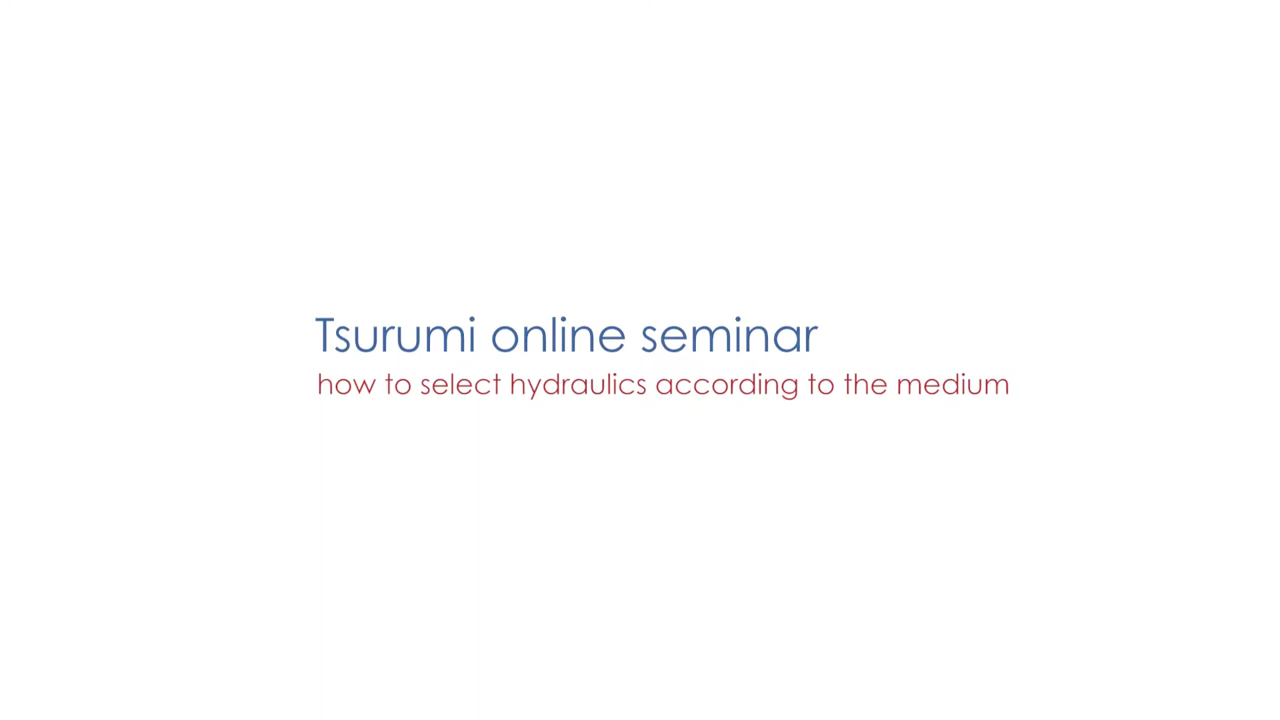 Tsurumi online seminar
how to select hydraulics according to the medium